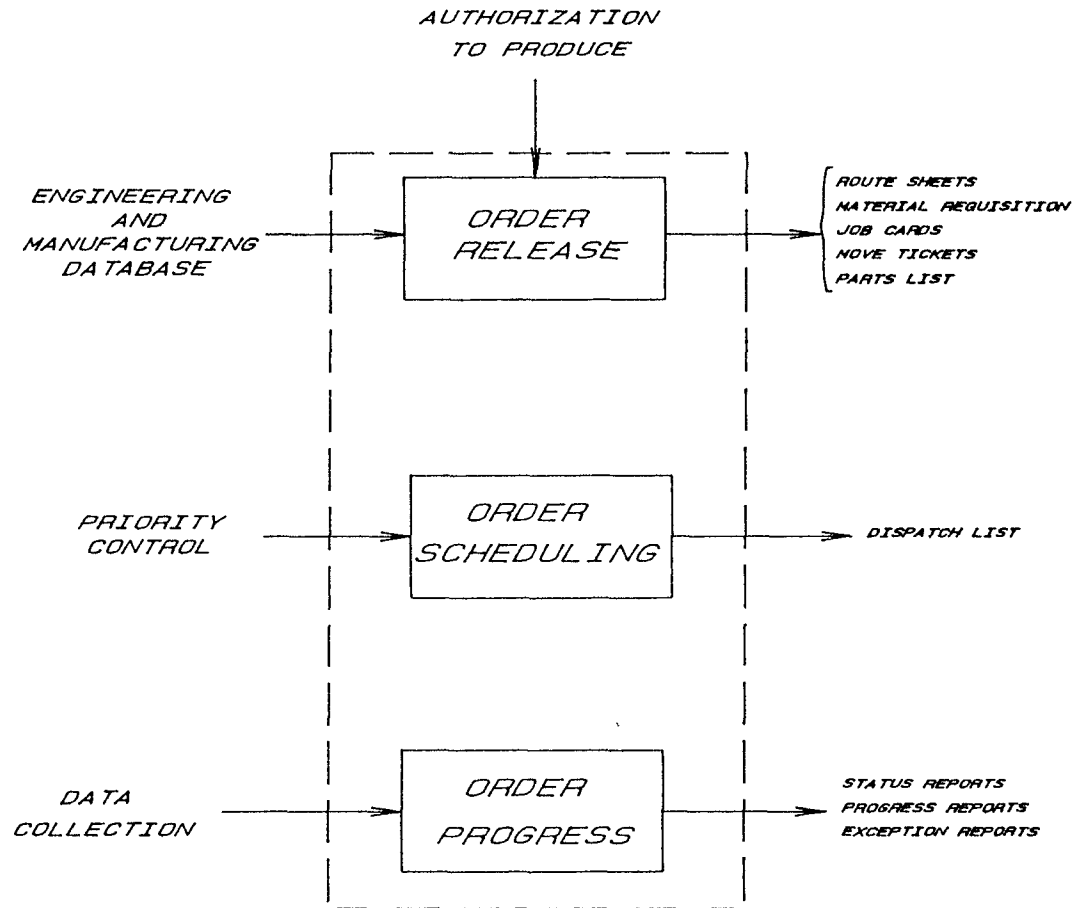 AUTHORIZATION
TO PRODUCE
ENGINEERING
AND
MANUFACTURING
DATABASE
ORDER
RELEASE
ROUTE SHEETS
MATERIAL REQUISITION
JOB CARDS
MOVE TICKETS
PARTS LIST
PRIORITY
CONTROL
ORDER
SCHEDULING
DISPATCH LIST
DATA
COLLECTION
ORDER
PROGRESS
STATUS REPORTS
PROGRESS REPORTS
EXCEPTION REPORTS